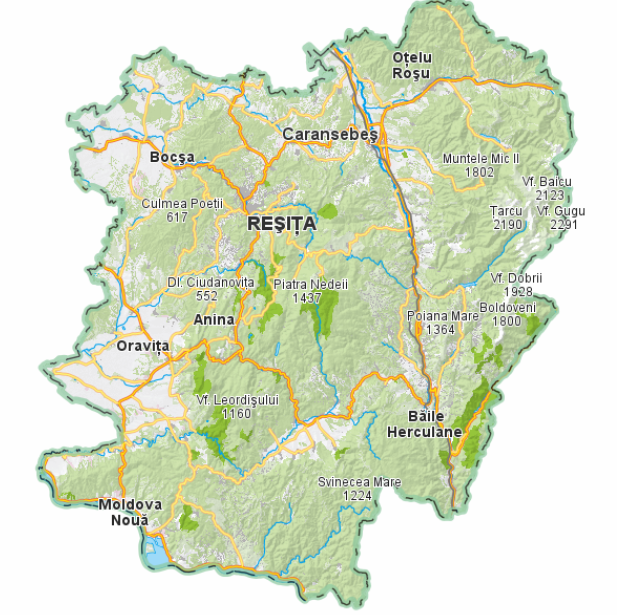 Oțelu
Roșu
Caransebeș
Bocșa
Muntele Mic II
1802
Vf. Baicu
2123
Culmea Poetii
617
Țarcu
2190
Vf. Gugu
2291
REȘIȚA
Dl. Ciudanovița
552
Piatra Nedeii
1437
Vf. Dobrii
1928
Boldoveni
1800
Poiana Mare
1364
Anina
Oravița
Vf. Leordișului
1160
Băile
Herculane
Svinecea Mare
1224
Moldova
Nouă